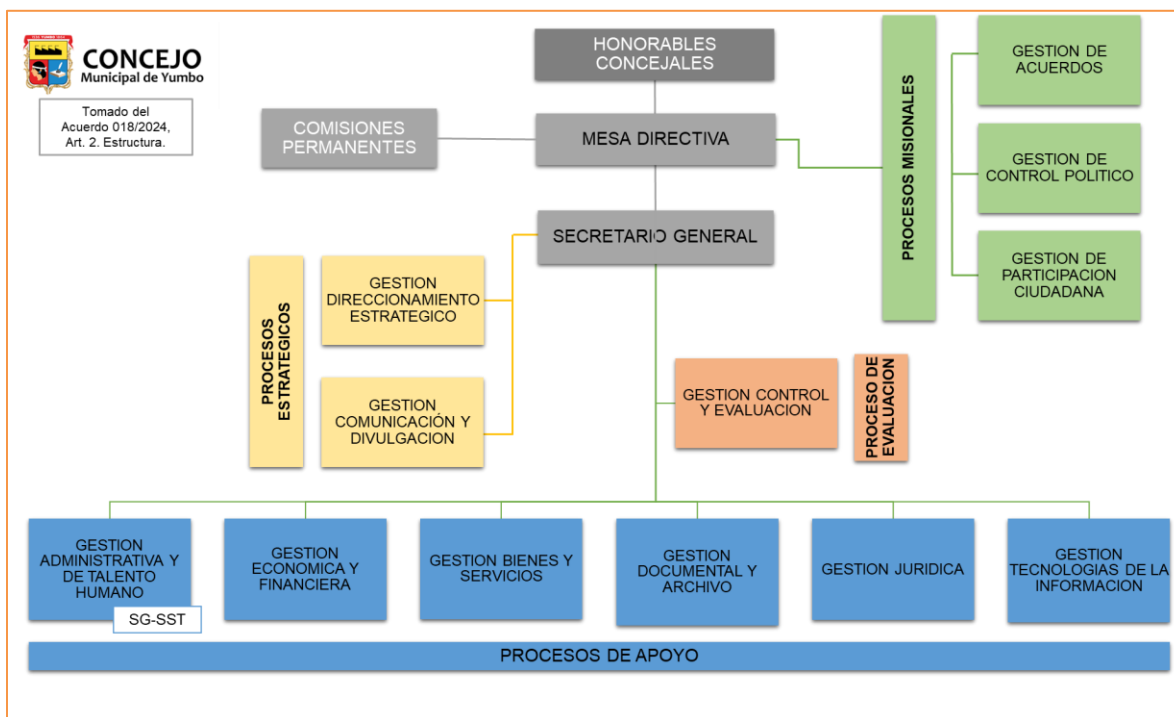 CONCEJO
Municipal de Yumbo
Tomado del
Acuerdo 018/2024,
Art. 2. Estructura.
HONORABLES
CONCEJALES
COMISIONES
PERMANENTES
MESA DIRECTIVA
SECRETARIO GENERAL
PROCESOS MISIONALES
GESTION DE
ACUERDOS
GESTION DE
CONTROL POLITICO
GESTION DE
PARTICIPACION
CIUDADANA
PROCESOS
ESTRATEGICOS
GESTION
DIRECCIONAMIENTO
ESTRATEGICO
GESTION
COMUNICACIÓN Y
DIVULGACION
GESTION CONTROL
Y EVALUACION
PROCESO DE
EVALUACION
GESTION
ADMINISTRATIVA Y
DE TALENTO
HUMANO
SG-SST
GESTION
ECONOMICA Y
FINANCIERA
GESTION BIENES Y
SERVICIOS
GESTION
DOCUMENTAL Y
ARCHIVO
GESTION JURIDICA
GESTION
TECNOLOGIAS DE LA
INFORMACION
PROCESOS DE APOYO